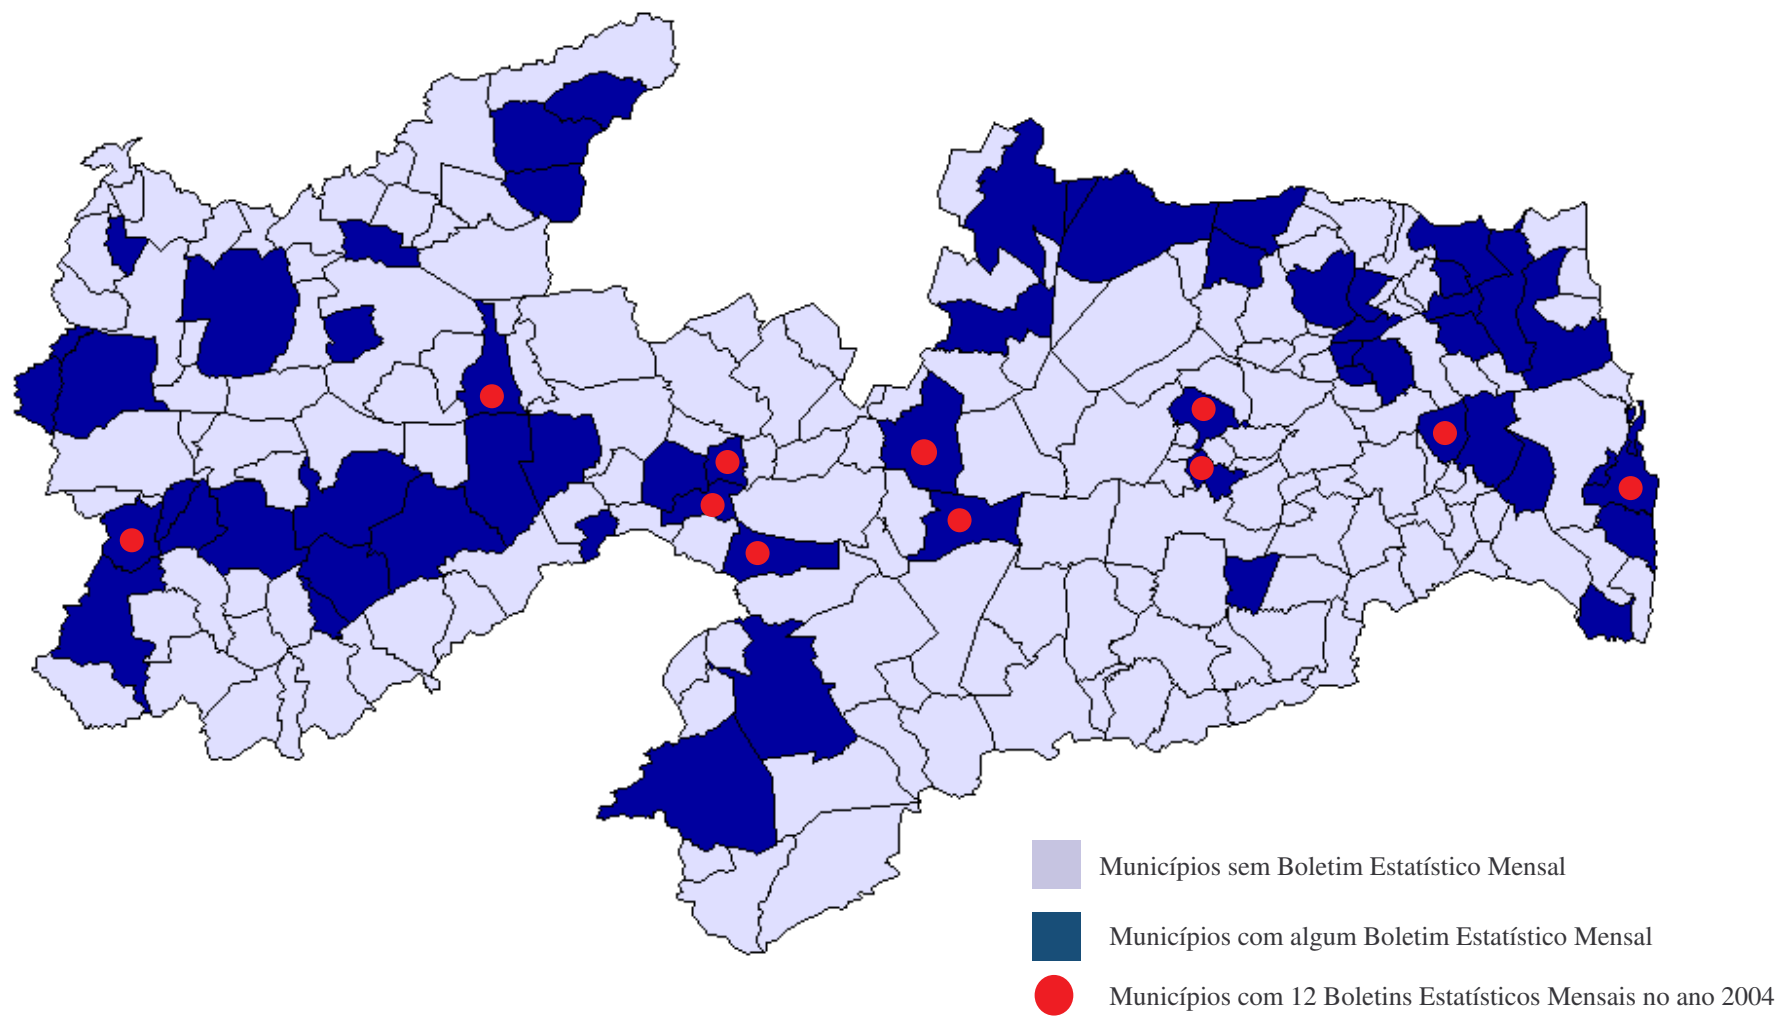 Municípios sem Boletim Estatístico Mensal
Municípios com algum Boletim Estatístico Mensal
Municípios com 12 Boletins Estatísticos Mensais no ano 2004